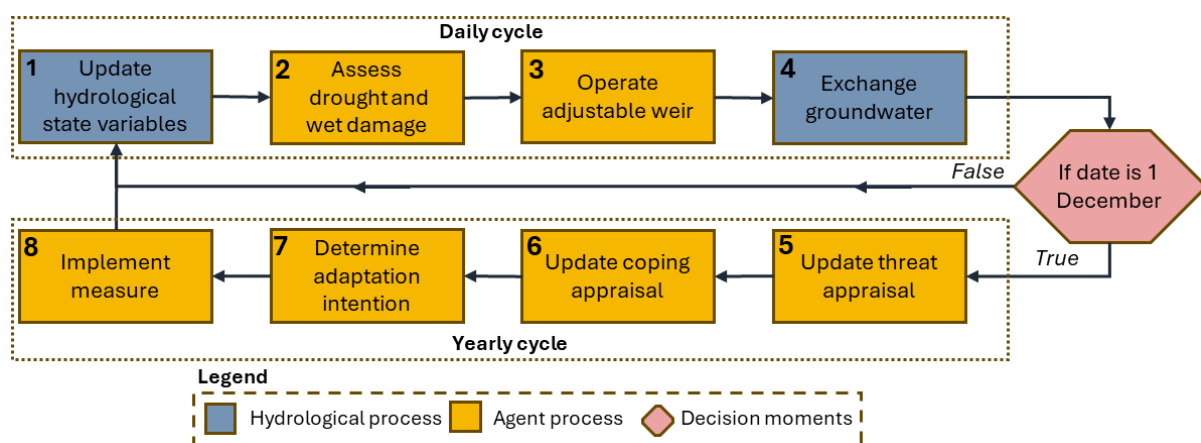 Daily cycle
1 Update
hydrological
state variables
2 Assess
drought and
wet damage
3 Operate
adjustable weir
4 Exchange
groundwater
If date is 1
December
False
True
5 Update threat
appraisal
6 Update coping
appraisal
7 Determine
adaptation
intention
8 Implement
measure
Yearly cycle
Legend
Hydrological process
Agent process
Decision moments